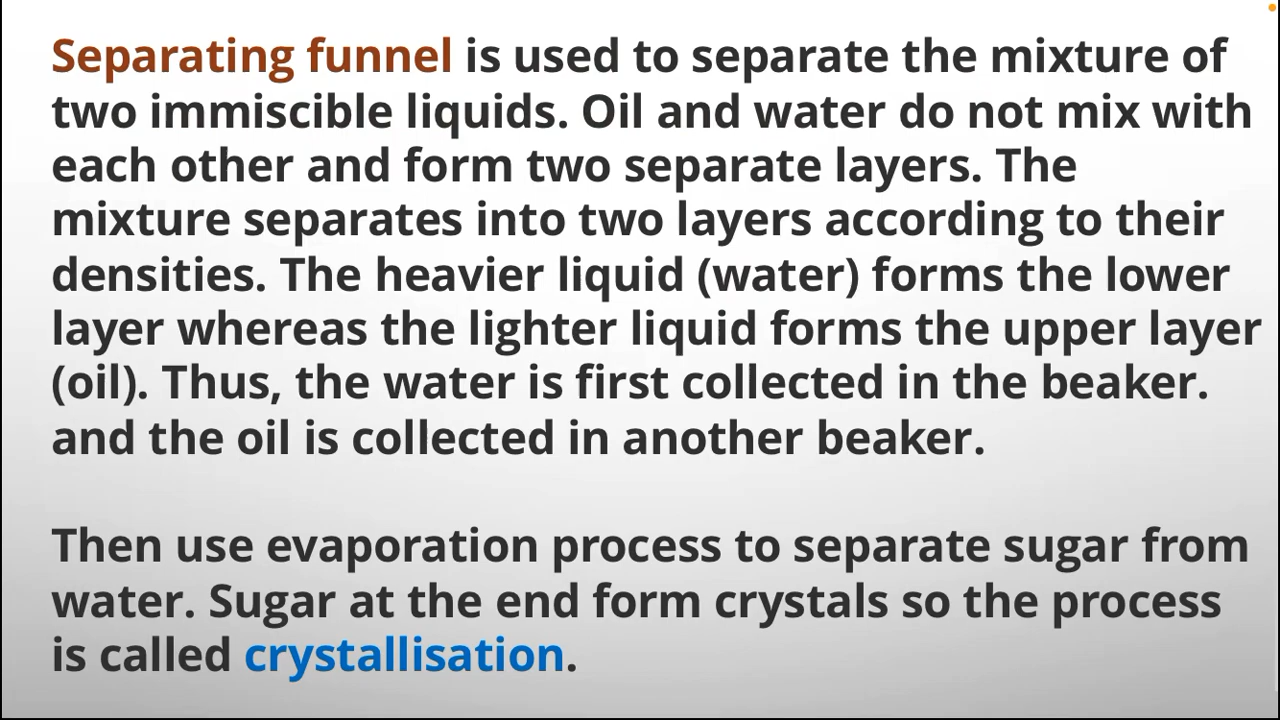 Separating funnel is used to separate the mixture of
two immiscible liquids. Oil and water do not mix with
each other and form two separate layers. The
mixture separates into two layers according to their
densities. The heavier liquid (water) forms the lower
layer whereas the lighter liquid forms the upper layer
(oil). Thus, the water is first collected in the beaker.
and the oil is collected in another beaker.
Then use evaporation process to separate sugar from
water. Sugar at the end form crystals so the process
is called crystallisation.